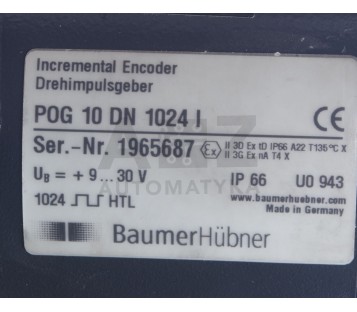 Incremental Encoder
Drehimpulsgeber
POG 10 DN 1024 I
CE
Ser.-Nr. 1965687 Ex II 3D Ex tD IP66 A22 T135°C X
II 3G Ex nA T4 X
UB = + 9...30 V IP 66 U0 943
1024 HTL www.baumerhuebner.com
Made in Germany
BaumerHübner
AUTOMATYKA